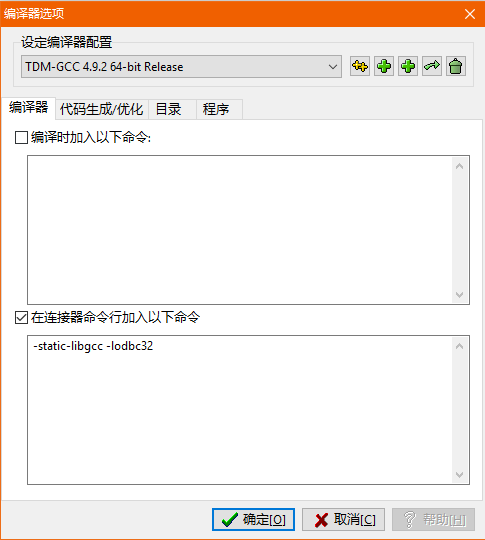 编译器选项
设定编译器配置
TDM-GCC 4.9.2 64-bit Release
编译器 代码生成/优化 目录 程序
编译时加入以下命令:
在连接器命令行加入以下命令
-static-libgcc -lodbc32
确定[O] 取消[C] 帮助[H]